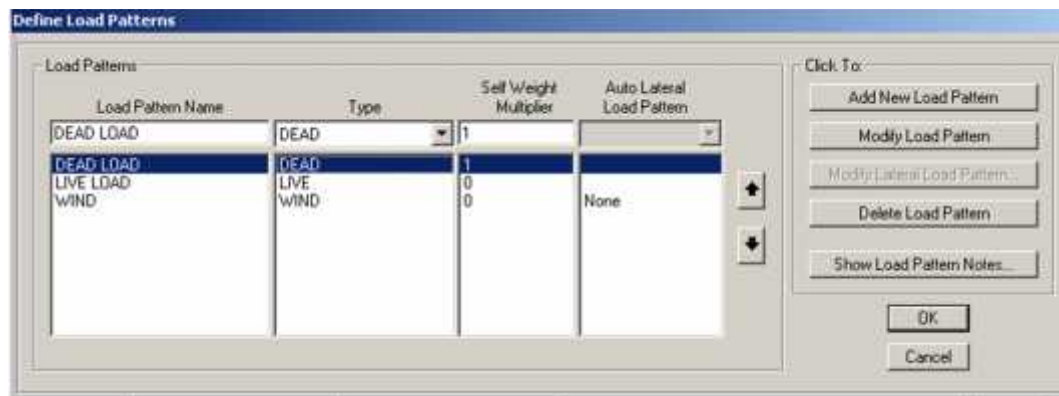 Define Load Patterns
Load Patterns
Load Pattern Name Type Self Weight Multiplier Auto Lateral Load Pattern
DEAD LOAD DEAD 1
DEAD LOAD DEAD 1
LIVE LOAD LIVE 0
WIND WIND 0 None
Click To:
Add New Load Pattern
Modify Load Pattern
Modify Lateral Load Pattern...
Delete Load Pattern
Show Load Pattern Notes...
OK
Cancel